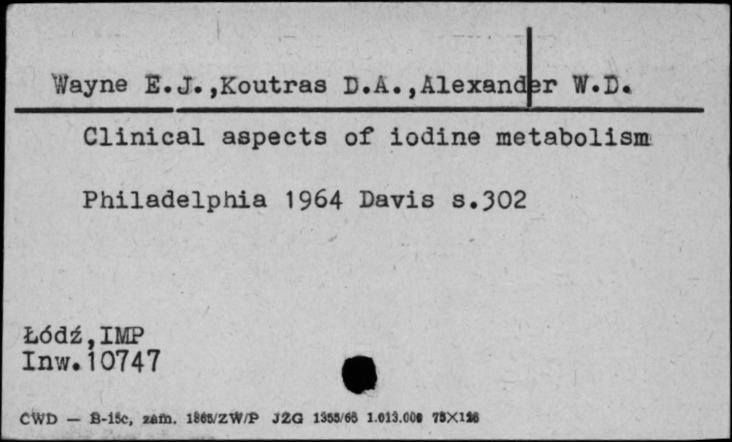 Wayne E.J.,Koutras D.A.,Alexander W.D.
Clinical aspects of iodine metabolism
Philadelphia 1964 Davis s.302
Łódź,IMP
Inw.10747
CWD — B-15c, zam. 1865/ZW/P JZG 1355/65 1.013.000 75X126